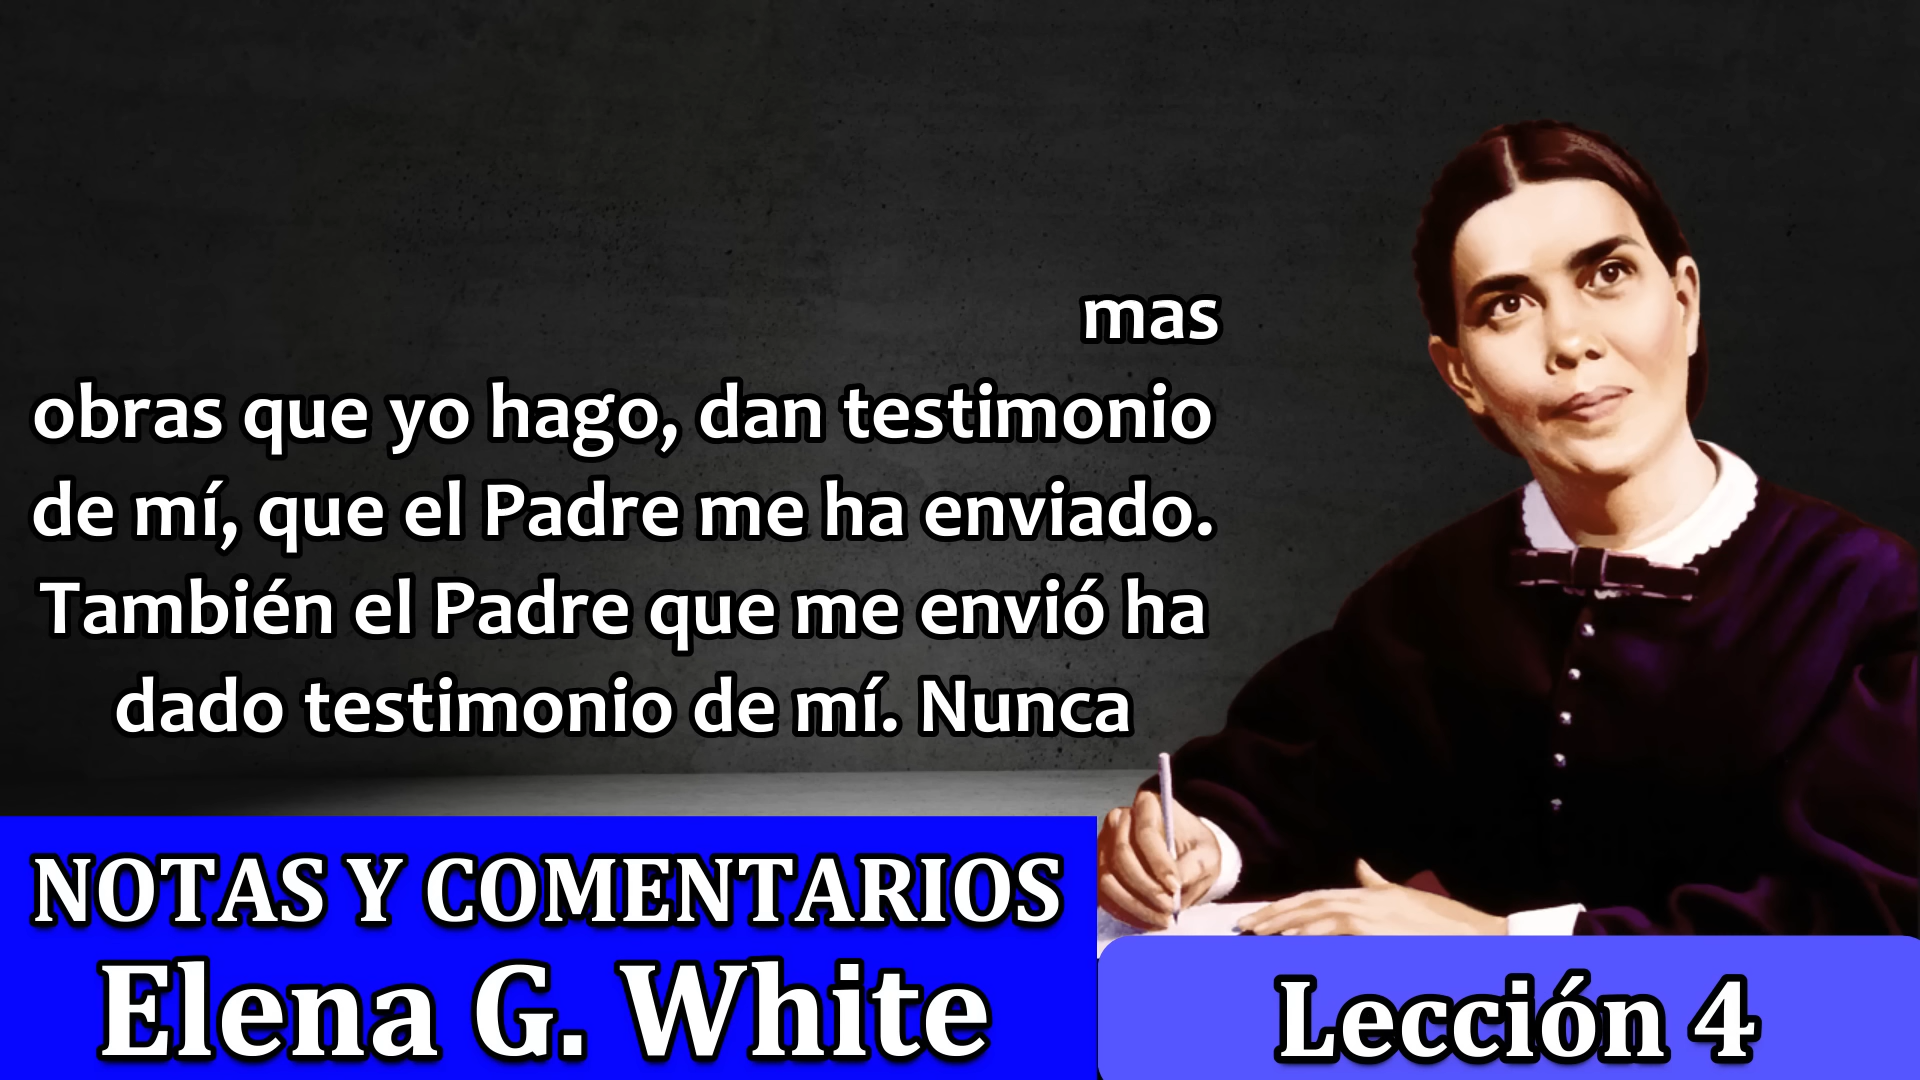 mas
obras que yo hago, dan testimonio
de mí, que el Padre me ha enviado.
También el Padre que me envió ha
dado testimonio de mí. Nunca
NOTAS Y COMENTARIOS
Elena G. White
Lección 4